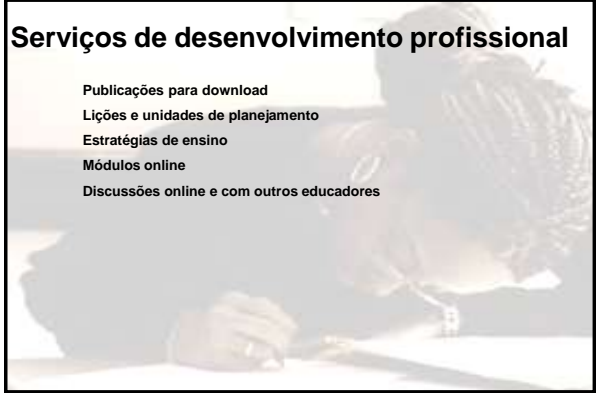 Serviços de desenvolvimento profissional
Publicações para download
Lições e unidades de planejamento
Estratégias de ensino
Módulos online
Discussões online e com outros educadores